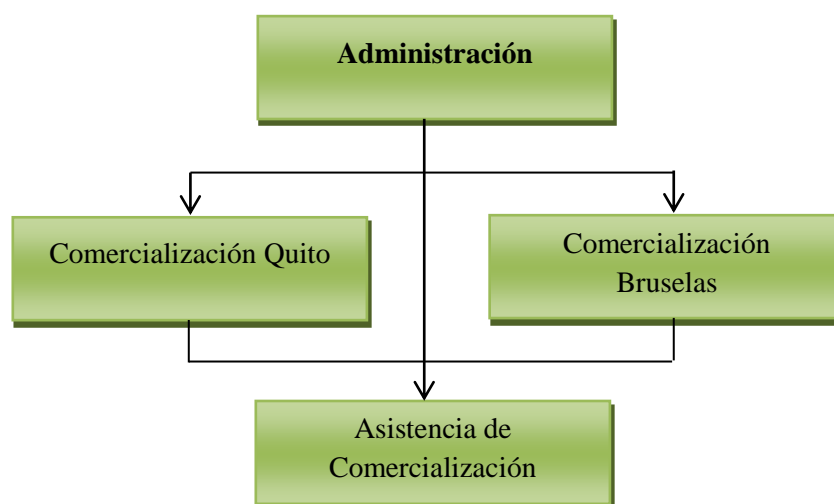 Administración
Comercialización Quito
Comercialización
Bruselas
Asistencia de
Comercialización